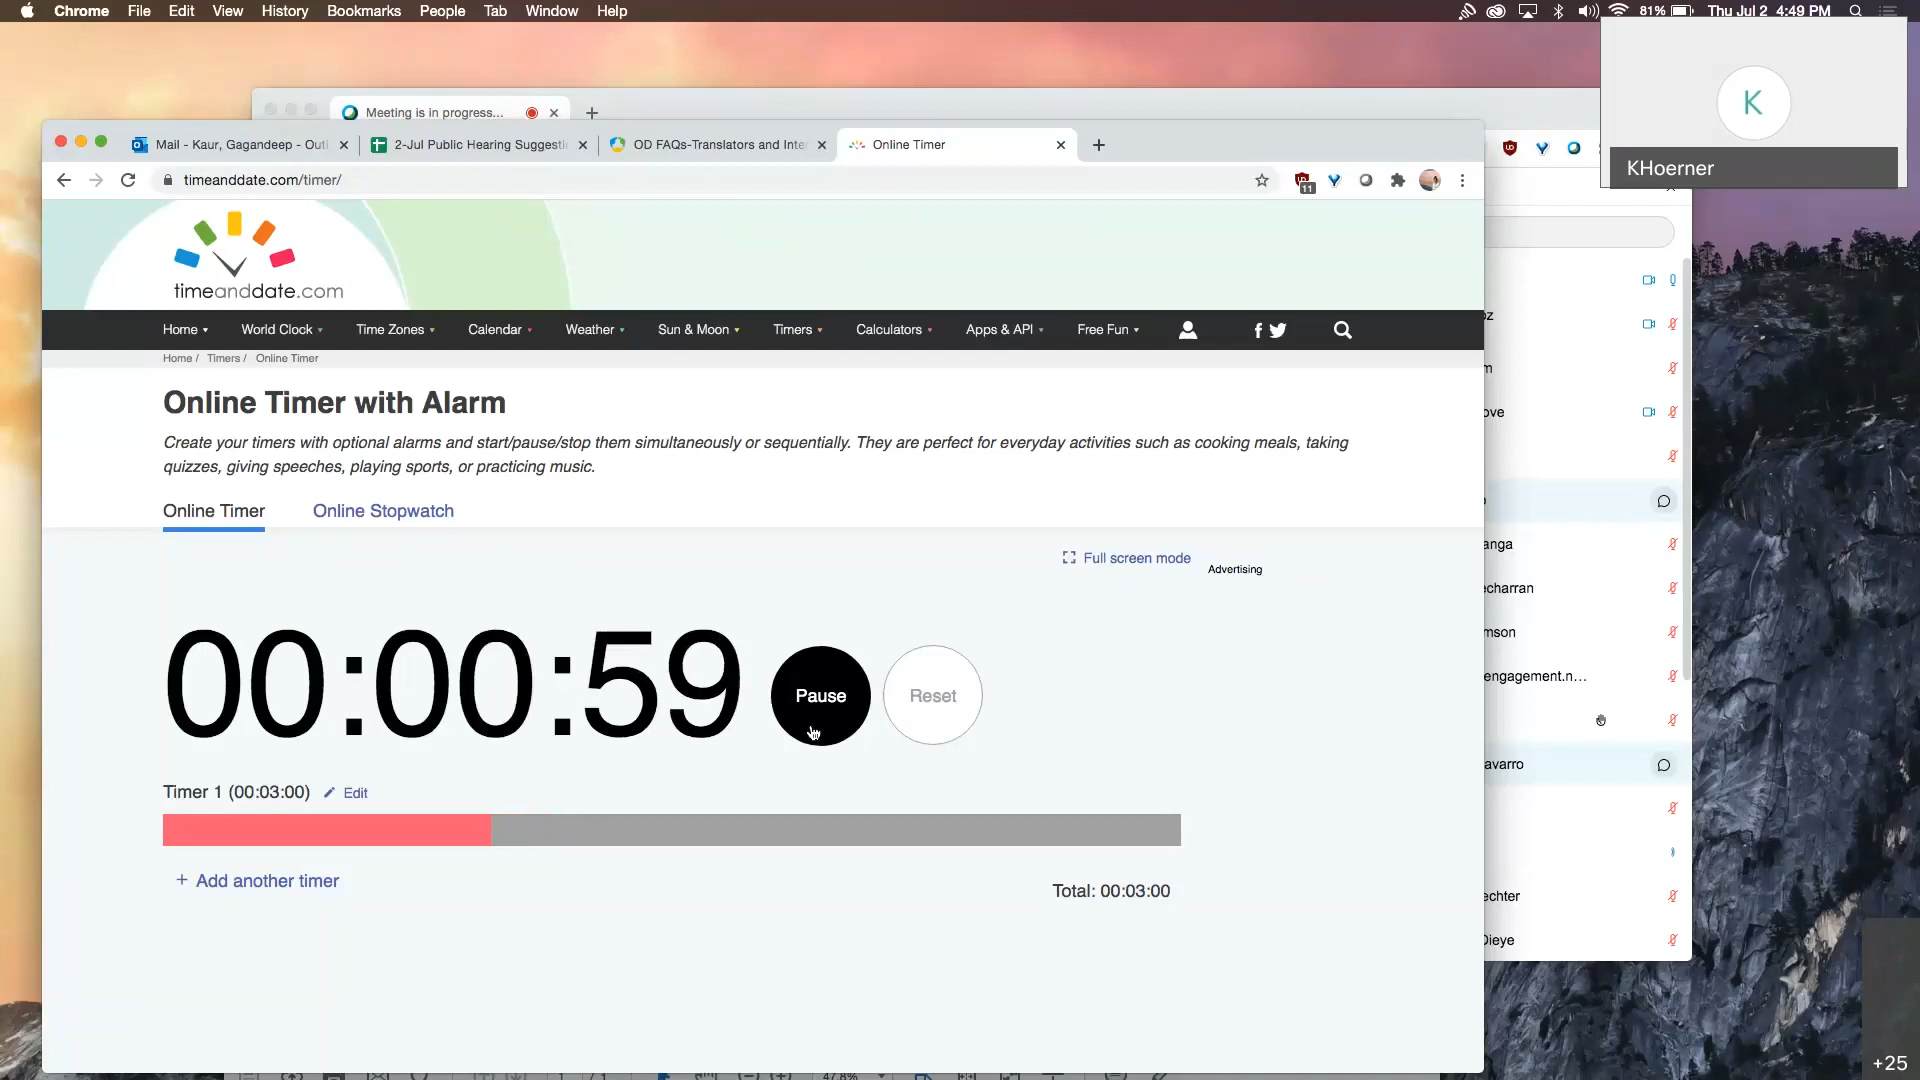 Chrome File Edit View History Bookmarks People Tab Window Help 81% Thu Jul 2 4:49 PM
Meeting is in progress...
K
KHoerner
Mail - Kaur, Gagandeep - Outl 2-Jul Public Hearing Suggesti OD FAQs-Translators and Inter Online Timer
timeanddate.com/timer/ 11
timeanddate.com
Home World Clock Time Zones Calendar Weather Sun & Moon Timers Calculators Apps & API Free Fun
Home / Timers / Online Timer
Online Timer with Alarm
Create your timers with optional alarms and start/pause/stop them simultaneously or sequentially. They are perfect for everyday activities such as cooking meals, taking
quizzes, giving speeches, playing sports, or practicing music.
Online Timer Online Stopwatch
Full screen mode
Advertising
00:00:59 Pause Reset
Timer 1 (00:03:00) Edit
+ Add another timer
Total: 00:03:00
oz
m
ove
anga
echarran
mson
engagement.n...
avarro
echter
Dieye
+25